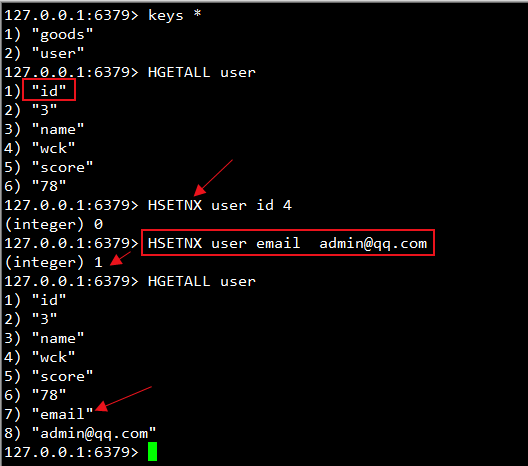 127.0.0.1:6379> keys *
1) "goods"
2) "user"
127.0.0.1:6379> HGETALL user
1) "id"
2) "3"
3) "name"
4) "wck"
5) "score"
6) "78"
127.0.0.1:6379> HSETNX user id 4
(integer) 0
127.0.0.1:6379> HSETNX user email  admin@qq.com
(integer) 1
127.0.0.1:6379> HGETALL user
1) "id"
2) "3"
3) "name"
4) "wck"
5) "score"
6) "78"
7) "email"
8) "admin@qq.com"
127.0.0.1:6379>